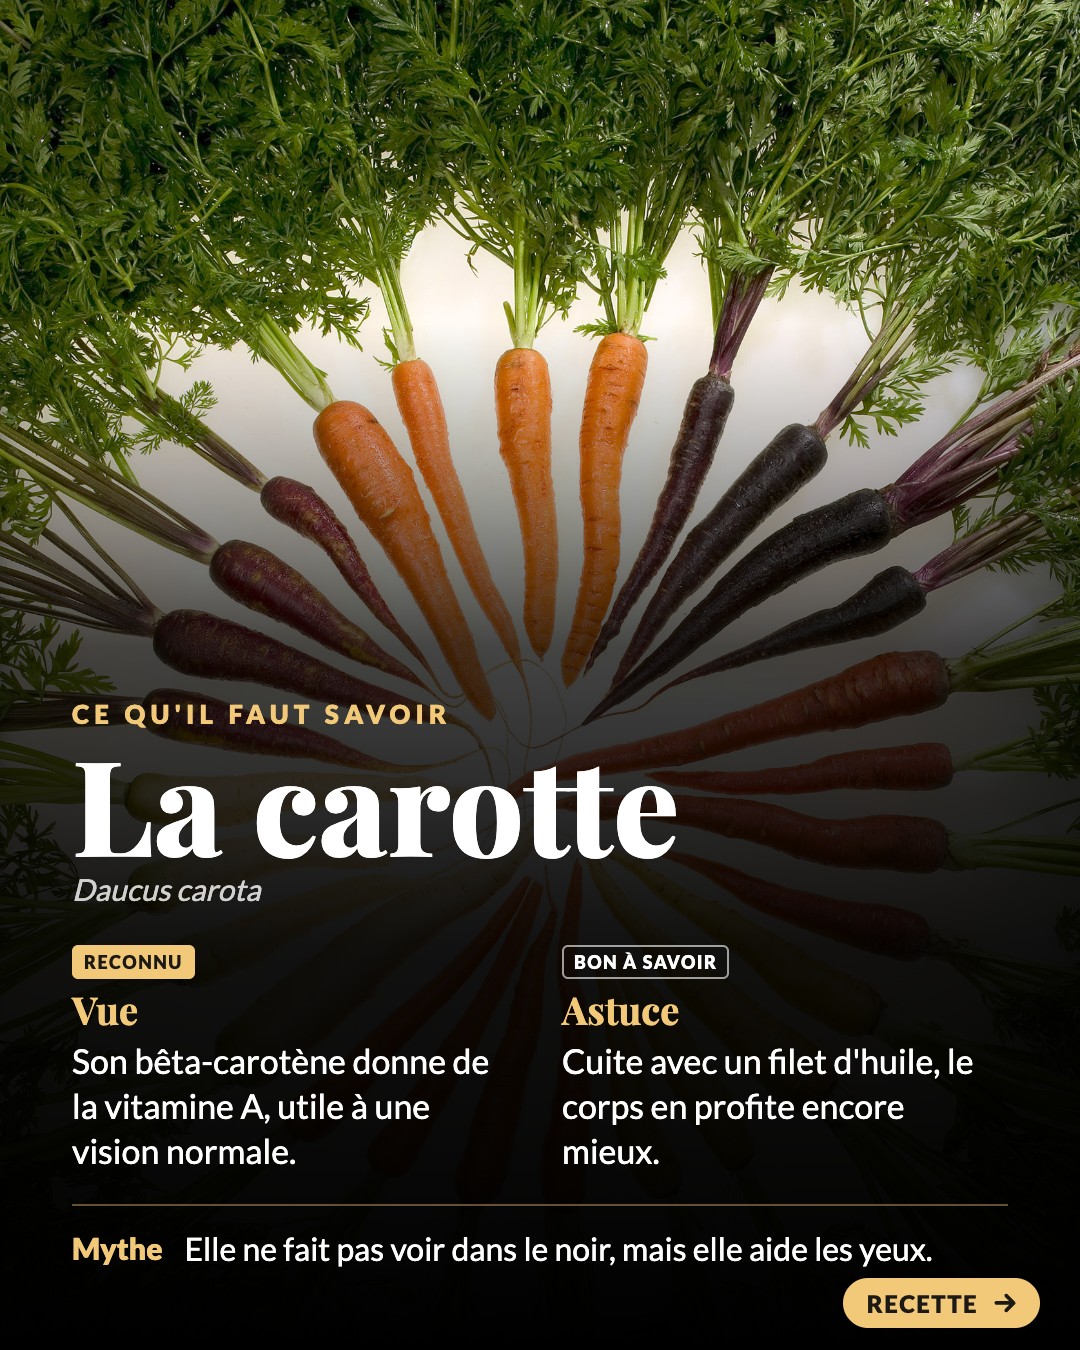 CE QU'IL FAUT SAVOIR
La carotte
Daucus carota
RECONNU
Vue
Son bêta-carotène donne de
la vitamine A, utile à une
vision normale.
BON À SAVOIR
Astuce
Cuite avec un filet d'huile, le
corps en profite encore
mieux.
Mythe Elle ne fait pas voir dans le noir, mais elle aide les yeux.
RECETTE →